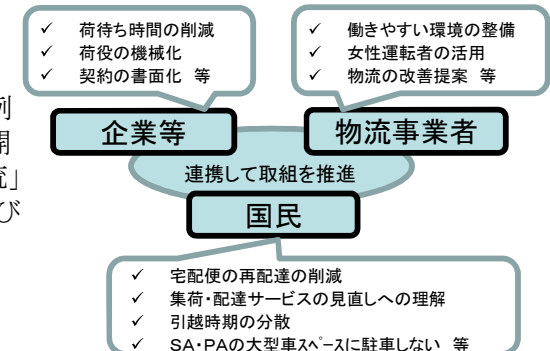 ✓ 荷待ち時間の削減
✓ 荷役の機械化
✓ 契約の書面化 等
✓ 働きやすい環境の整備
✓ 女性運転者の活用
✓ 物流の改善提案 等
例
開
」
び
企業等
物流事業者
連携して取組を推進
国民
✓ 宅配便の再配達の削減
✓ 集荷・配達サービスの見直しへの理解
✓ 引越時期の分散
✓ SA・PAの大型車スペースに駐車しない 等